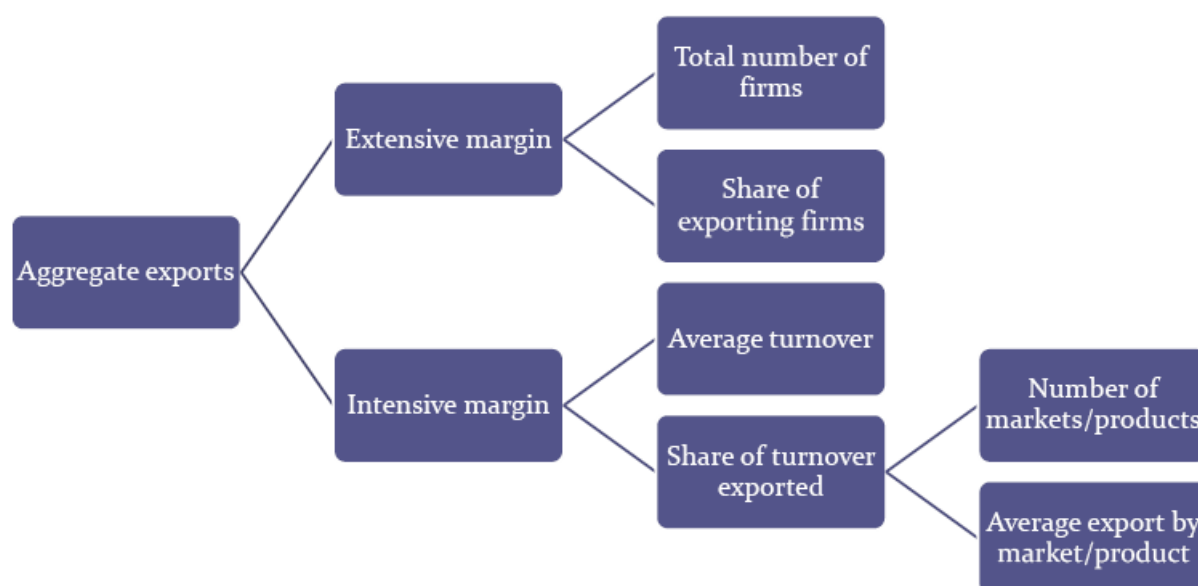 Total number of
firms
Extensive margin
Share of
exporting firms
Aggregate exports
Average turnover
Intensive margin
Number of
markets/products
Share of turnover
exported
Average export by
market/product